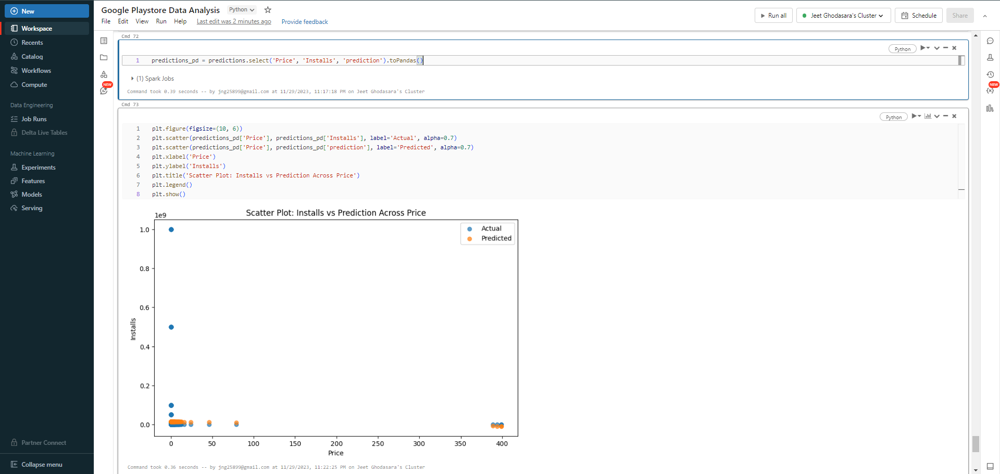 New
Workspace
Recents
Catalog
Workflows
Compute
Data Engineering
Job Runs
Delta Live Tables
Machine Learning
Experiments
Features
Models
Serving
Partner Connect
Collapse menu
Google Playstore Data Analysis Python
File Edit View Run Help Last edit was 2 minutes ago Provide feedback
Run all Jeet Ghodasara's Cluster Schedule Share
NEW
NEW
Cmd 72
Python
1 predictions_pd = predictions.select('Price', 'Installs', 'prediction').toPandas()
(1) Spark Jobs
Command took 0.39 seconds -- by jng25899@gmail.com at 11/29/2023, 11:17:18 PM on Jeet Ghodasara's Cluster
Cmd 73
Python
1 plt.figure(figsize=(10, 6))
2 plt.scatter(predictions_pd['Price'], predictions_pd['Installs'], label='Actual', alpha=0.7)
3 plt.scatter(predictions_pd['Price'], predictions_pd['prediction'], label='Predicted', alpha=0.7)
4 plt.xlabel('Price')
5 plt.ylabel('Installs')
6 plt.title('Scatter Plot: Installs vs Prediction Across Price')
7 plt.legend()
8 plt.show()
Scatter Plot: Installs vs Prediction Across Price
1e9
Actual
Predicted
1.0
0.8
0.6
0.4
0.2
0.0
Installs
0 50 100 150 200 250 300 350 400
Price
Command took 0.36 seconds -- by jng25899@gmail.com at 11/29/2023, 11:22:25 PM on Jeet Ghodasara's Cluster